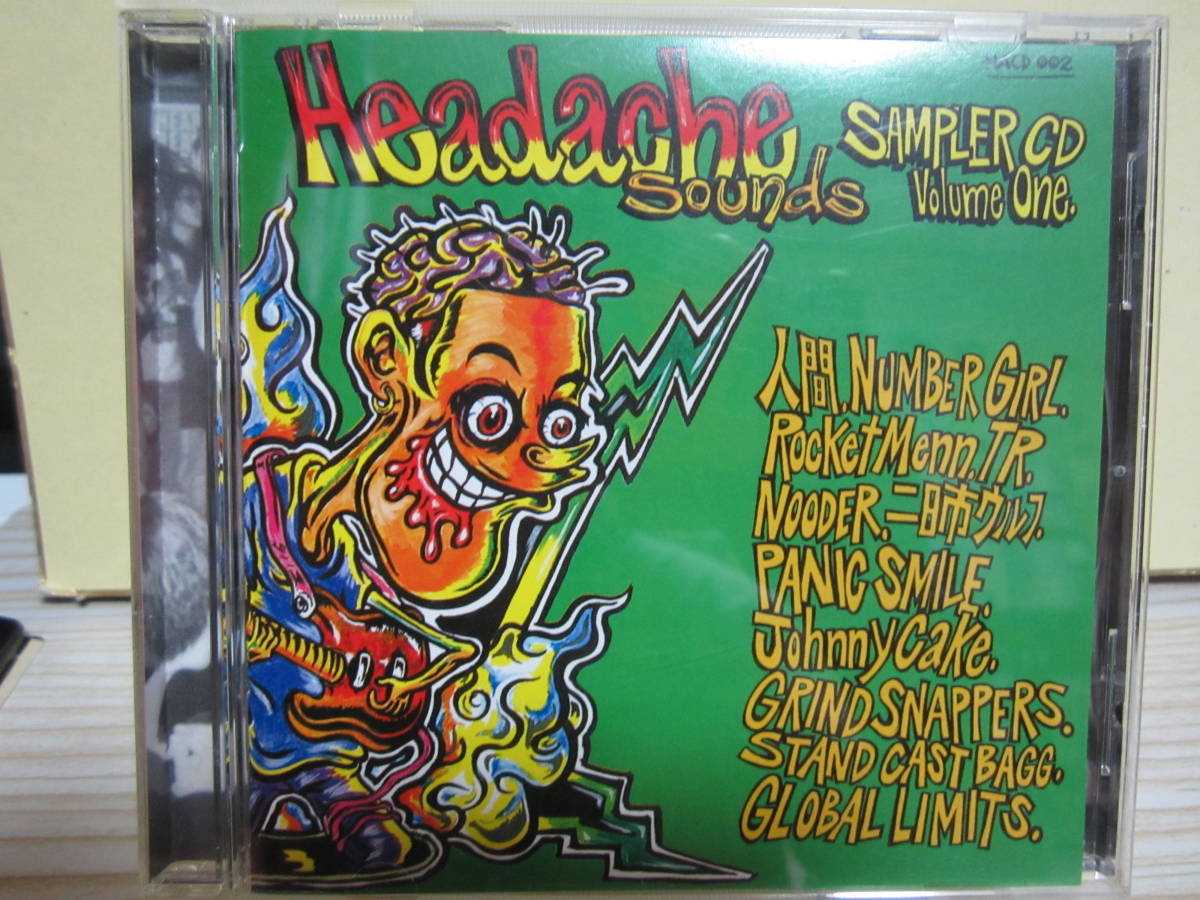 HACD 002
Headache
Sounds
SAMPLER CD
Volume One.
人間. NUMBER GIRL.
Rocket Menn. TR.
NOODER. 二日市ウルフ.
PANIC SMILE.
Johnny Cake.
GRIND SNAPPERS.
STAND CAST BAGG.
GLOBAL LIMITS.